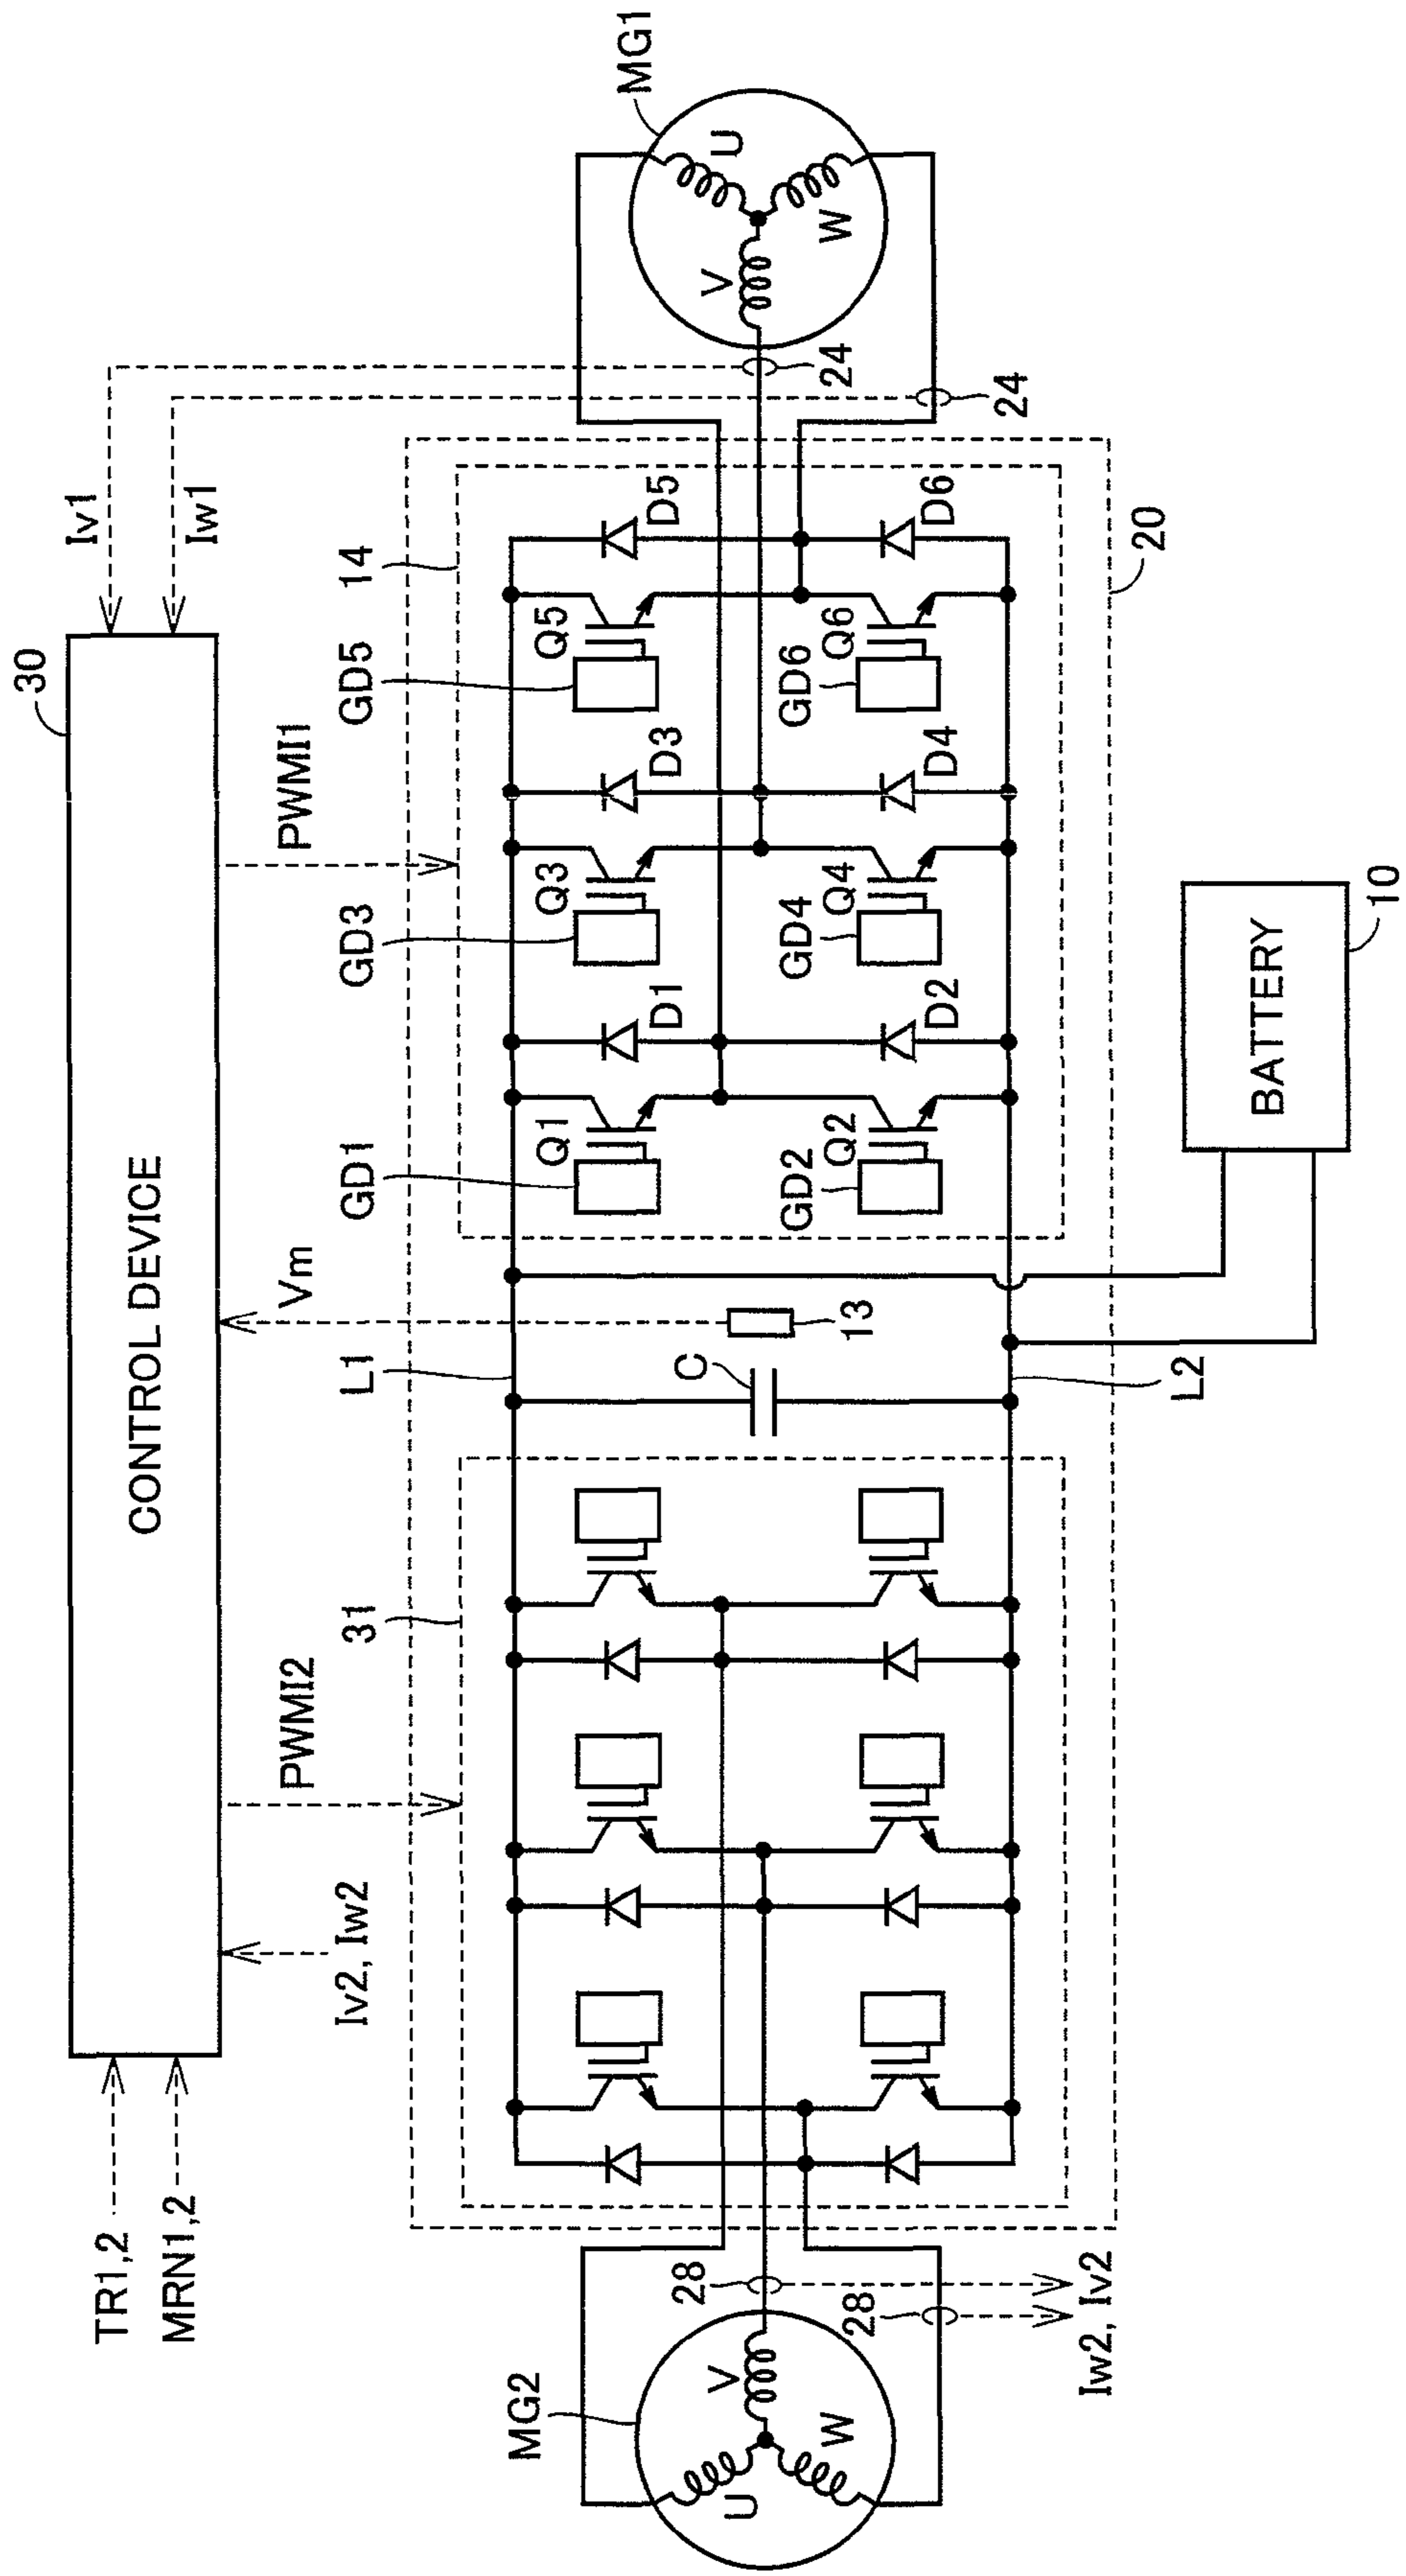 30
CONTROL DEVICE
TR1,2
MRN1,2
Iv1
Iw1
Iv2, Iw2
PWMI2
Vm
PWMI1
31
L1
GD1
GD3
GD5
14
Q1
D1
Q3
D3
Q5
D5
MG2
U
V
W
28
28
C
13
GD2
Q2
D2
GD4
Q4
D4
GD6
Q6
D6
24
24
MG1
U
V
W
Iw2, Iv2
L2
20
BATTERY
10